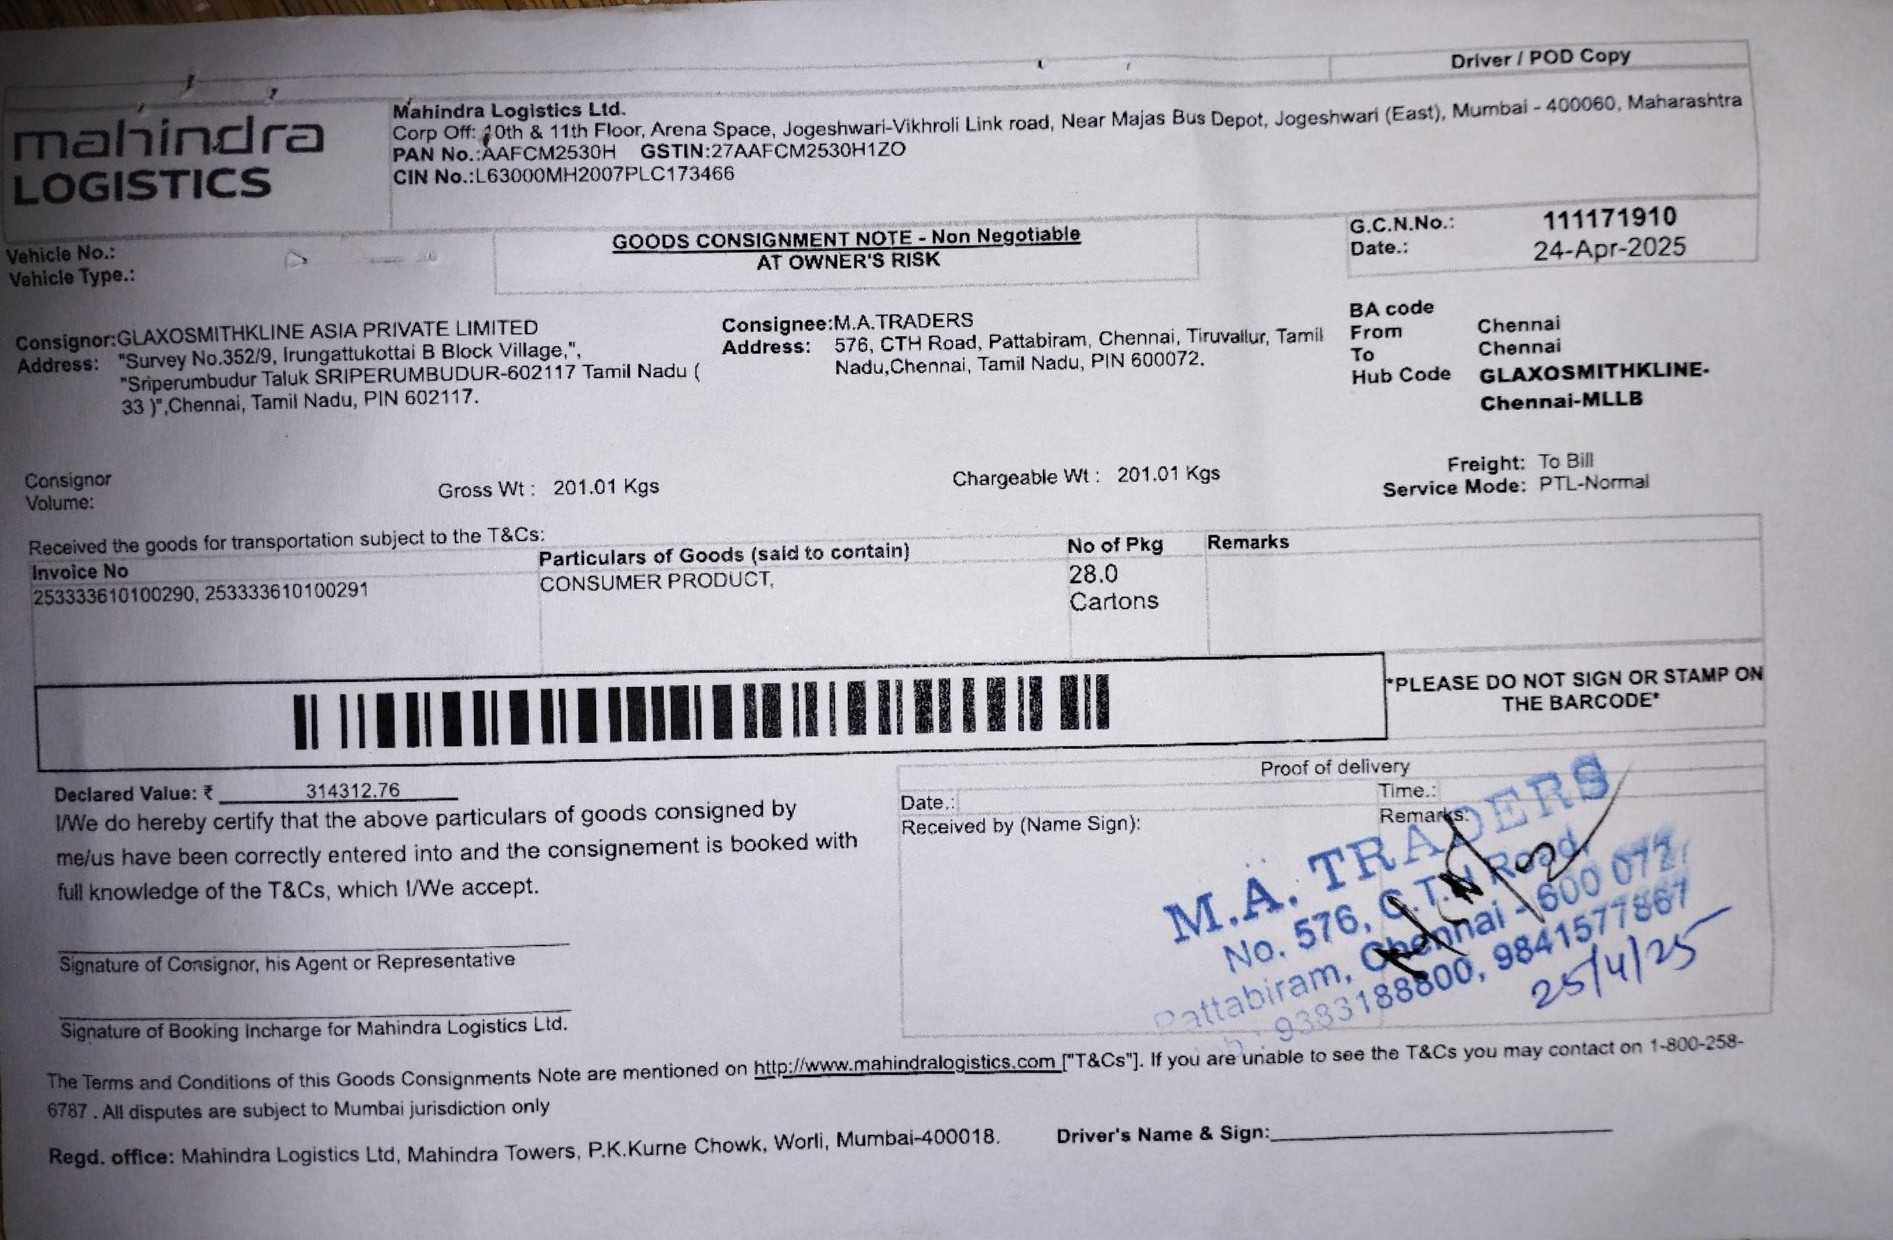 Driver / POD Copy
mahindra
LOGISTICS
Mahindra Logistics Ltd.
Corp Off: 10th & 11th Floor, Arena Space, Jogeshwari-Vikhroli Link road, Near Majas Bus Depot, Jogeshwari (East), Mumbai - 400060, Maharashtra
PAN No.:AAFCM2530H GSTIN:27AAFCM2530H1ZO
CIN No.:L63000MH2007PLC173466
Vehicle No.:
Vehicle Type.:
GOODS CONSIGNMENT NOTE - Non Negotiable
AT OWNER'S RISK
G.C.N.No.: 111171910
Date.: 24-Apr-2025
Consignor:GLAXOSMITHKLINE ASIA PRIVATE LIMITED
Address: "Survey No.352/9, Irungattukottai B Block Village,",
"Sriperumbudur Taluk SRIPERUMBUDUR-602117 Tamil Nadu (
33 )",Chennai, Tamil Nadu, PIN 602117.
Consignee:M.A.TRADERS
Address: 576, CTH Road, Pattabiram, Chennai, Tiruvallur, Tamil
Nadu,Chennai, Tamil Nadu, PIN 600072.
BA code
From Chennai
To Chennai
Hub Code GLAXOSMITHKLINE-
Chennai-MLLB
Consignor
Volume:
Gross Wt : 201.01 Kgs
Chargeable Wt : 201.01 Kgs
Freight: To Bill
Service Mode: PTL-Normal
Received the goods for transportation subject to the T&Cs:
Invoice No
253333610100290, 253333610100291
Particulars of Goods (said to contain)
CONSUMER PRODUCT,
No of Pkg
28.0
Cartons
Remarks
*PLEASE DO NOT SIGN OR STAMP ON
THE BARCODE*
Declared Value: ₹ 314312.76
I/We do hereby certify that the above particulars of goods consigned by
me/us have been correctly entered into and the consignement is booked with
full knowledge of the T&Cs, which I/We accept.
Signature of Consignor, his Agent or Representative
Signature of Booking Incharge for Mahindra Logistics Ltd.
Proof of delivery
Date.:
Time.:
Received by (Name Sign):
Remarks:
M.A. TRADERS
No. 576, C.T.H Road,
Pattabiram, Chennai - 600 072
9383188800, 9841577867
25/4/25
The Terms and Conditions of this Goods Consignments Note are mentioned on http://www.mahindralogistics.com ["T&Cs"]. If you are unable to see the T&Cs you may contact on 1-800-258-
6787 . All disputes are subject to Mumbai jurisdiction only
Regd. office: Mahindra Logistics Ltd, Mahindra Towers, P.K.Kurne Chowk, Worli, Mumbai-400018.
Driver's Name & Sign: